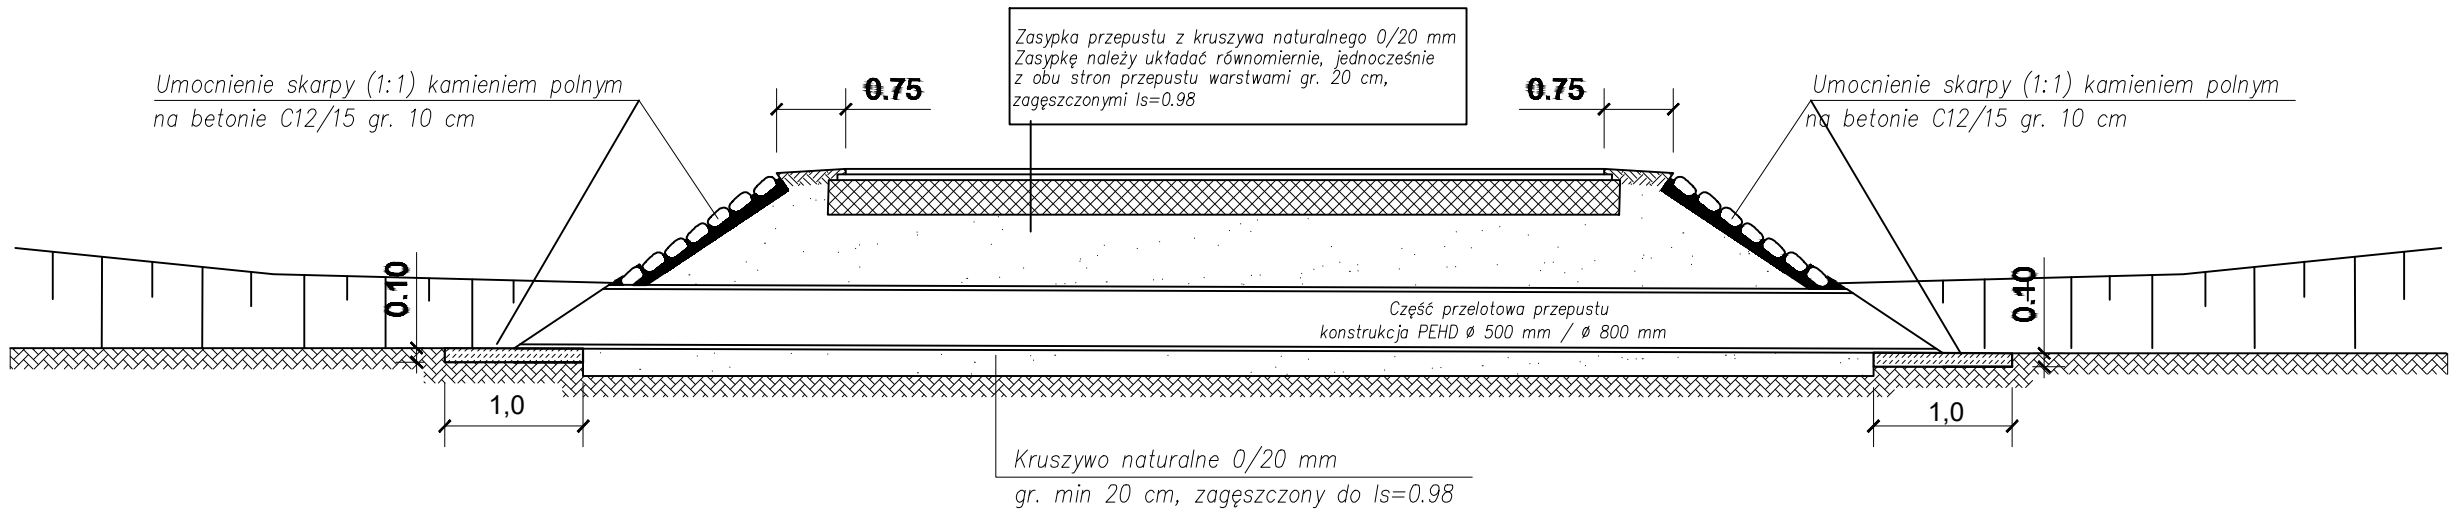 Zasypka przepustu z kruszywa naturalnego 0/20 mm
Zasypkę należy układać równomiernie, jednocześnie
z obu stron przepustu warstwami gr. 20 cm,
zagęszczonymi Is=0.98
Umocnienie skarpy (1:1) kamieniem polnym
na betonie C12/15 gr. 10 cm
0.75
0.75
Umocnienie skarpy (1:1) kamieniem polnym
na betonie C12/15 gr. 10 cm
0.10
0.10
Część przelotowa przepustu
konstrukcja PEHD ø 500 mm / ø 800 mm
1,0
1,0
Kruszywo naturalne 0/20 mm
gr. min 20 cm, zagęszczony do Is=0.98